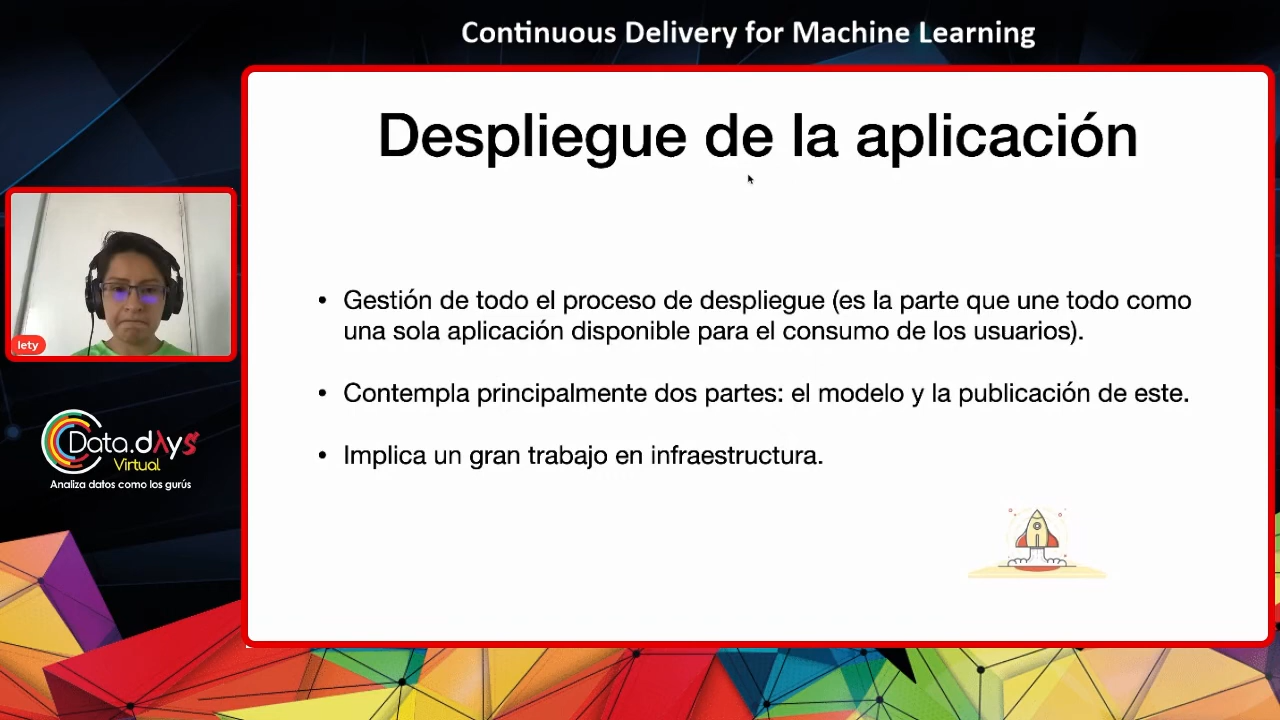 Continuous Delivery for Machine Learning
Despliegue de la aplicación
• Gestión de todo el proceso de despliegue (es la parte que une todo como
una sola aplicación disponible para el consumo de los usuarios).
• Contempla principalmente dos partes: el modelo y la publicación de este.
• Implica un gran trabajo en infraestructura.
lety
Data.dAys
Virtual
Analiza datos como los gurús